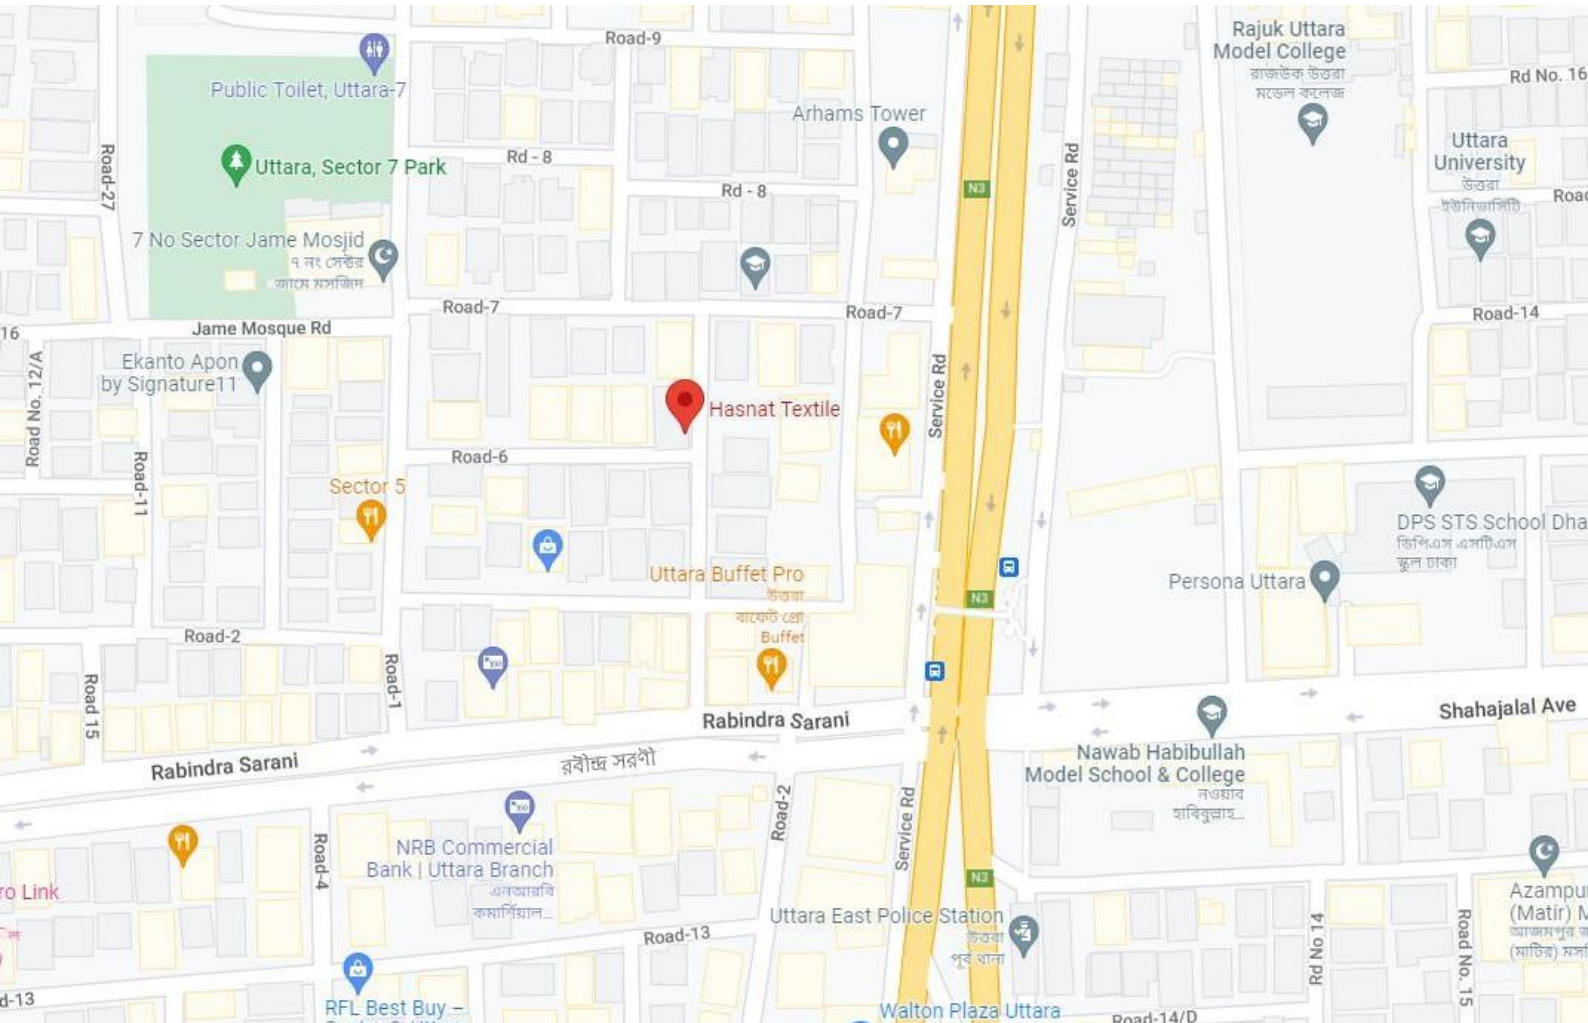 Road-9
Rajuk Uttara
Model College
রাজউক উত্তরা
মডেল কলেজ
Rd No. 16
Public Toilet, Uttara-7
Arhams Tower
Uttara
University
উত্তরা
ইউনিভার্সিটি
Road-27
Uttara, Sector 7 Park
Rd - 8
Rd - 8
N3
Service Rd
7 No Sector Jame Mosjid
৭ নং সেক্টর
জামে মসজিদ
Road-7
Road-7
Road-14
16
Jame Mosque Rd
Ekanto Apon
by Signature11
Road No. 12/A
Hasnat Textile
Service Rd
Road-6
Road-11
Sector 5
DPS STS School Dha
ডিপিএস এসটিএস
স্কুল ঢাকা
Uttara Buffet Pro
উত্তরা
বাফেট প্রো
Buffet
Persona Uttara
N3
Road-2
Road-1
Road 15
Rabindra Sarani
Shahajalal Ave
Rabindra Sarani
রবীন্দ্র সরণী
Nawab Habibullah
Model School & College
নওয়াব
হাবিবুল্লাহ...
Road-2
Service Rd
NRB Commercial
Bank | Uttara Branch
এনআরবি
কমার্শিয়াল...
Road-4
ro Link
N3
Uttara East Police Station
উত্তরা
পূর্ব থানা
Road-13
Rd No 14
Road No. 15
Azampu
(Matir) M
আজমপুর
(মাটির)
d-13
RFL Best Buy –
Walton Plaza Uttara
Road-14/D